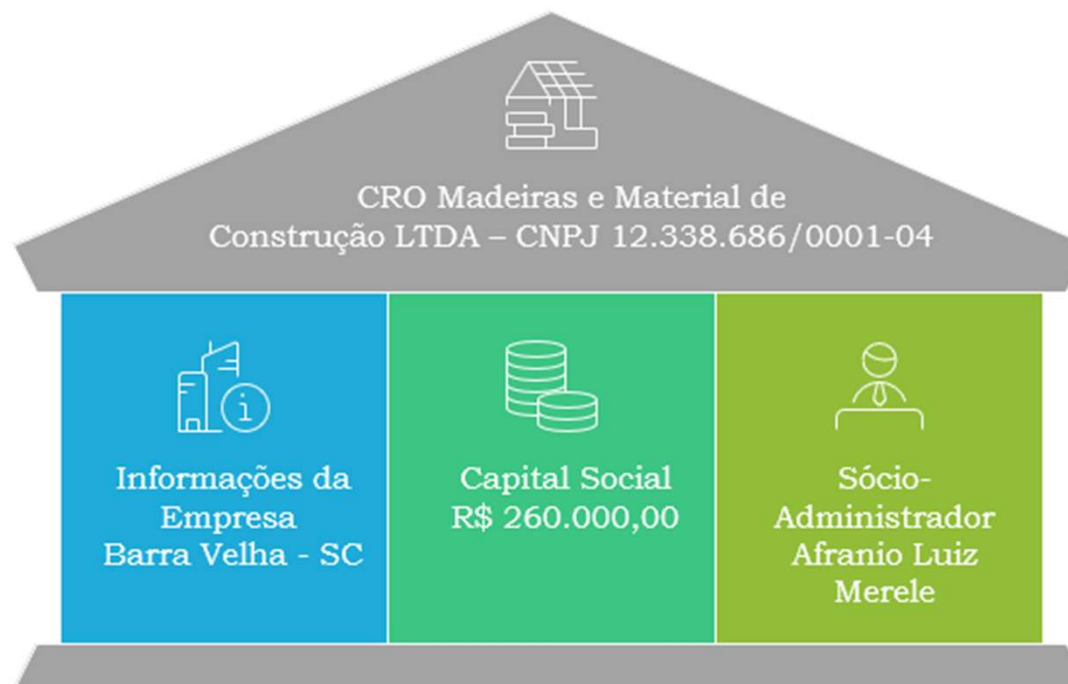 CRO Madeiras e Material de
Construção LTDA – CNPJ 12.338.686/0001-04
Informações da
Empresa
Barra Velha - SC
Capital Social
R$ 260.000,00
Sócio-
Administrador
Afranio Luiz
Merele